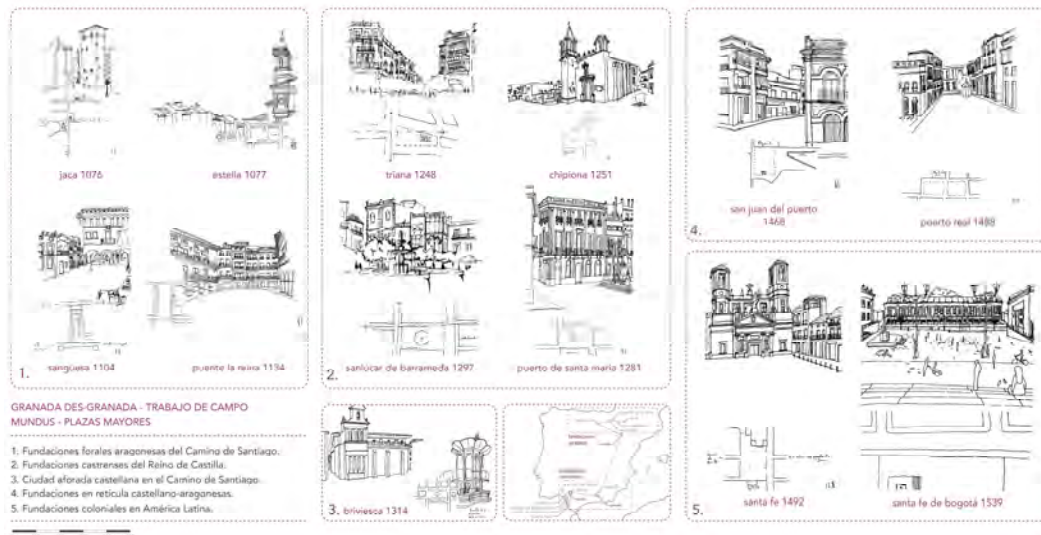 jaca 1076
estella 1077
sangüesa 1104
puente la reina 1134
1.
triana 1248
chipiona 1251
sanlúcar de barrameda 1297
puerto de santa maría 1281
2.
san juan del puerto
1468
puerto real 1488
4.
GRANADA DES-GRANADA - TRABAJO DE CAMPO
MUNDUS - PLAZAS MAYORES
1. Fundaciones forales aragonesas del Camino de Santiago.
2. Fundaciones castrenses del Reino de Castilla.
3. Ciudad aforada castellana en el Camino de Santiago.
4. Fundaciones en retícula castellano-aragonesas.
5. Fundaciones coloniales en América Latina.
3. briviesca 1314
santa fe 1492
santa fe de bogotá 1539
5.